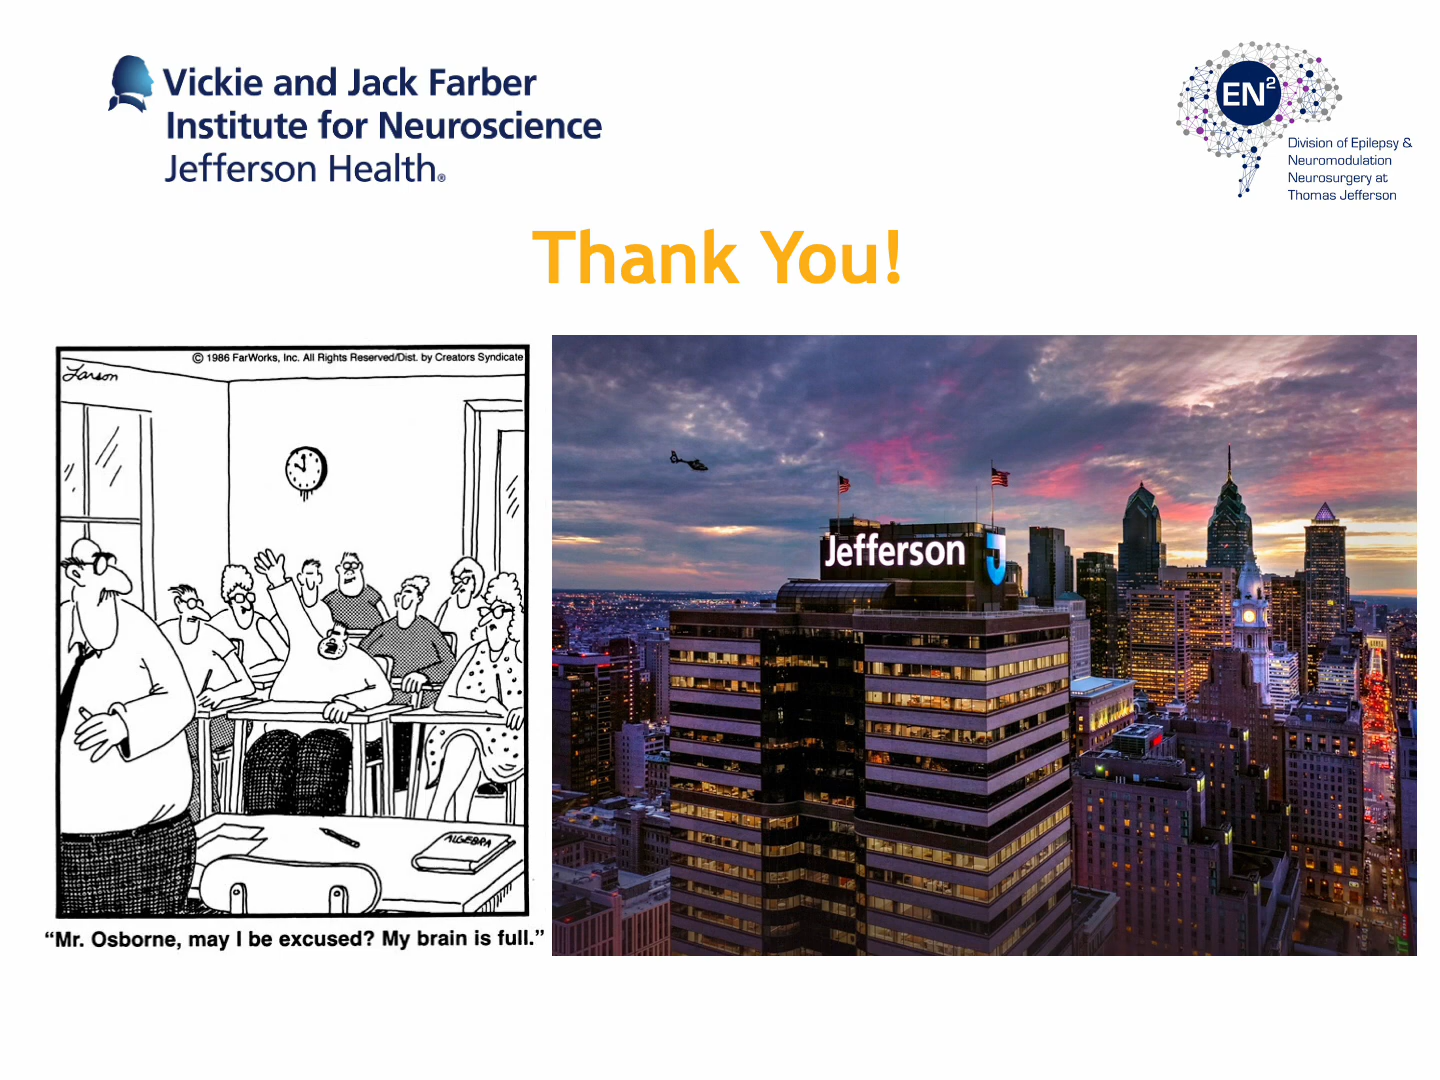 Vickie and Jack Farber
Institute for Neuroscience
Jefferson Health®
EN²
Division of Epilepsy &
Neuromodulation
Neurosurgery at
Thomas Jefferson
Thank You!
© 1986 FarWorks, Inc. All Rights Reserved/Dist. by Creators Syndicate
Larson
ALGEBRA
“Mr. Osborne, may I be excused? My brain is full.”
Jefferson